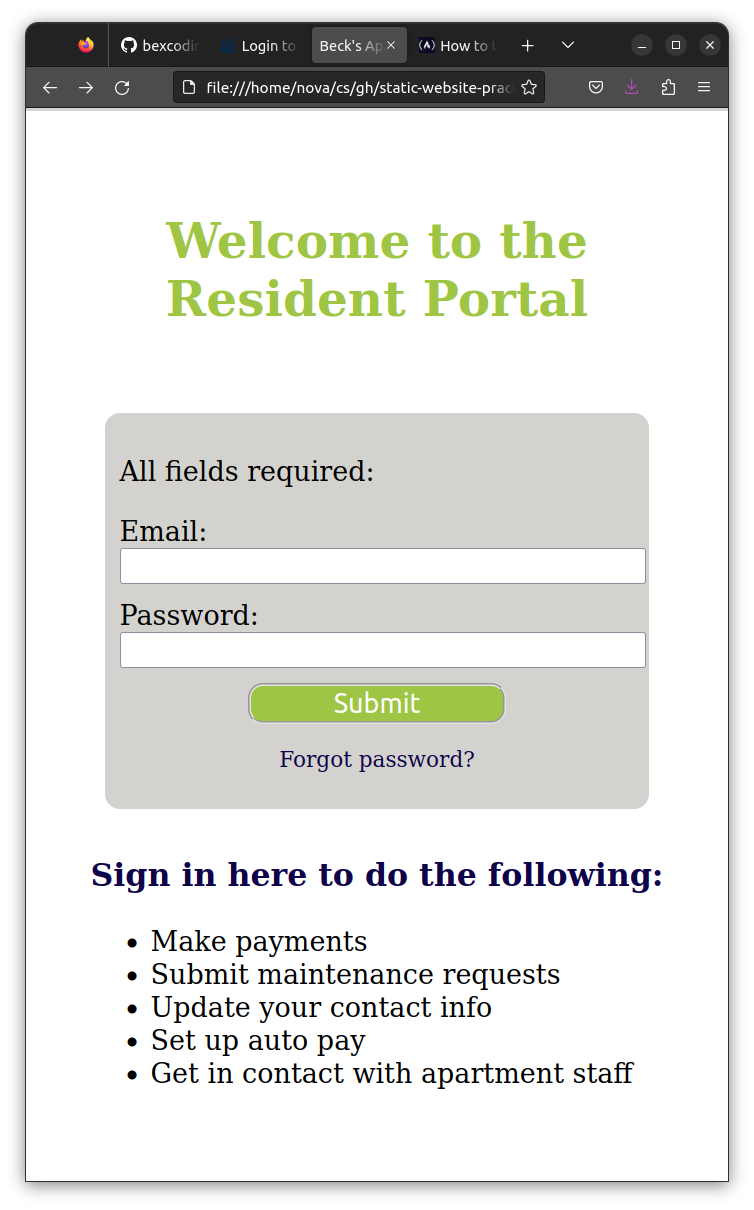 bexcodin
Login to
Beck's Ap
How to U
file:///home/nova/cs/gh/static-website-prac
Welcome to the
Resident Portal
All fields required:
Email:
Password:
Submit
Forgot password?
Sign in here to do the following:
• Make payments
• Submit maintenance requests
• Update your contact info
• Set up auto pay
• Get in contact with apartment staff